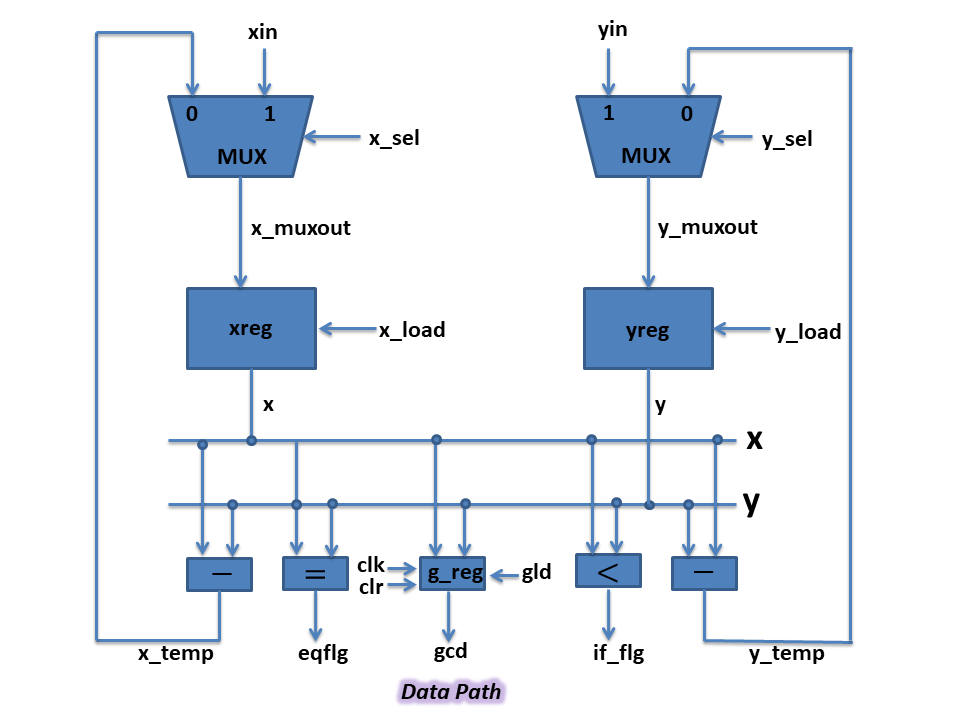 xin
yin
0
1
1
0
MUX
x_sel
MUX
y_sel
x_muxout
y_muxout
xreg
x_load
yreg
y_load
x
y
x
y
−
=
clk
clr
g_reg
gld
<
−
x_temp
eqflg
gcd
if_flg
y_temp
Data Path